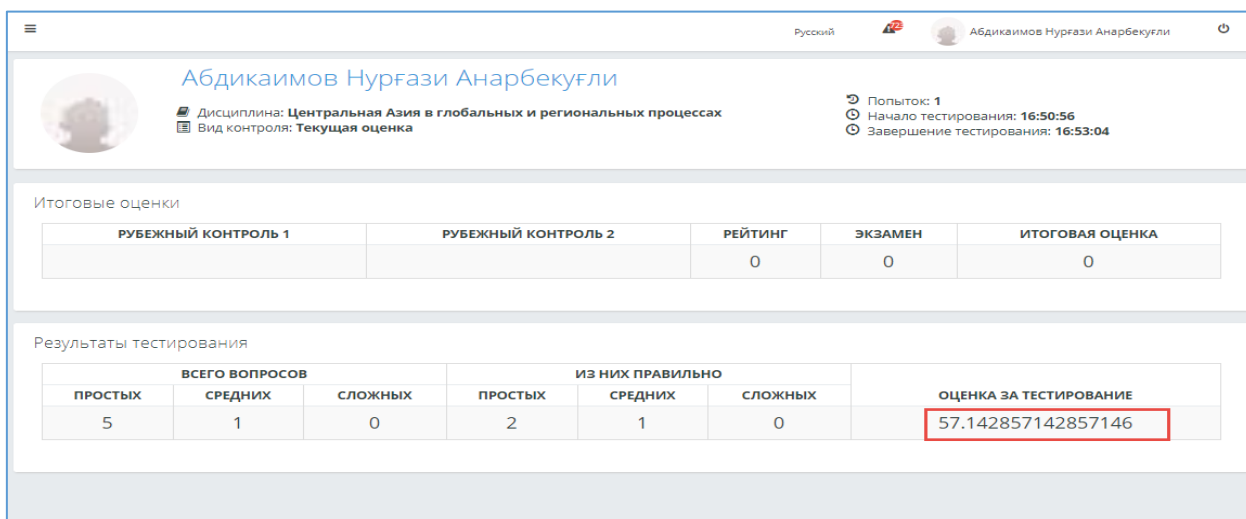 Русский
Абдикаимов Нурғази Анарбекуғли
Абдикаимов Нурғази Анарбекуғли
Дисциплина: Центральная Азия в глобальных и региональных процессах
Вид контроля: Текущая оценка
Попыток: 1
Начало тестирования: 16:50:56
Завершение тестирования: 16:53:04
Итоговые оценки
РУБЕЖНЫЙ КОНТРОЛЬ 1 РУБЕЖНЫЙ КОНТРОЛЬ 2 РЕЙТИНГ ЭКЗАМЕН ИТОГОВАЯ ОЦЕНКА
0 0 0
Результаты тестирования
ВСЕГО ВОПРОСОВ ИЗ НИХ ПРАВИЛЬНО
ПРОСТЫХ СРЕДНИХ СЛОЖНЫХ ПРОСТЫХ СРЕДНИХ СЛОЖНЫХ ОЦЕНКА ЗА ТЕСТИРОВАНИЕ
5 1 0 2 1 0 57.142857142857146